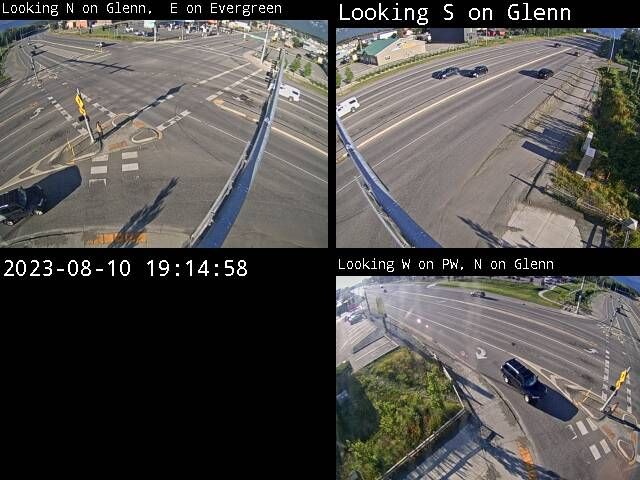 Looking N on Glenn, E on Evergreen
Looking S on Glenn
2023-08-10 19:14:58
Looking W on PW, N on Glenn